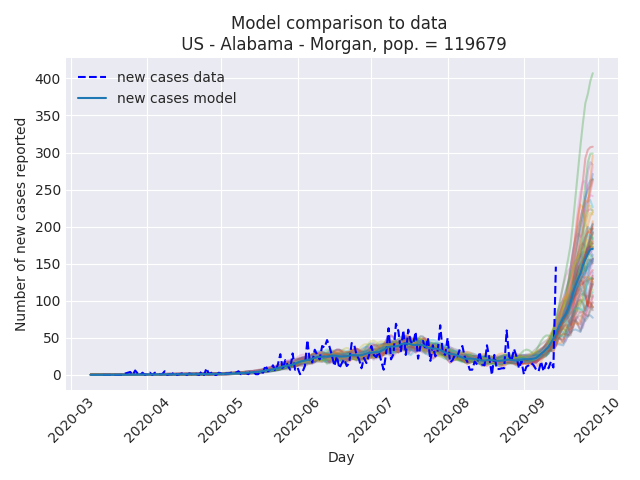 Model comparison to data
US - Alabama - Morgan, pop. = 119679
new cases data
new cases model
Number of new cases reported
400
350
300
250
200
150
100
50
0
2020-03
2020-04
2020-05
2020-06
2020-07
2020-08
2020-09
2020-10
Day